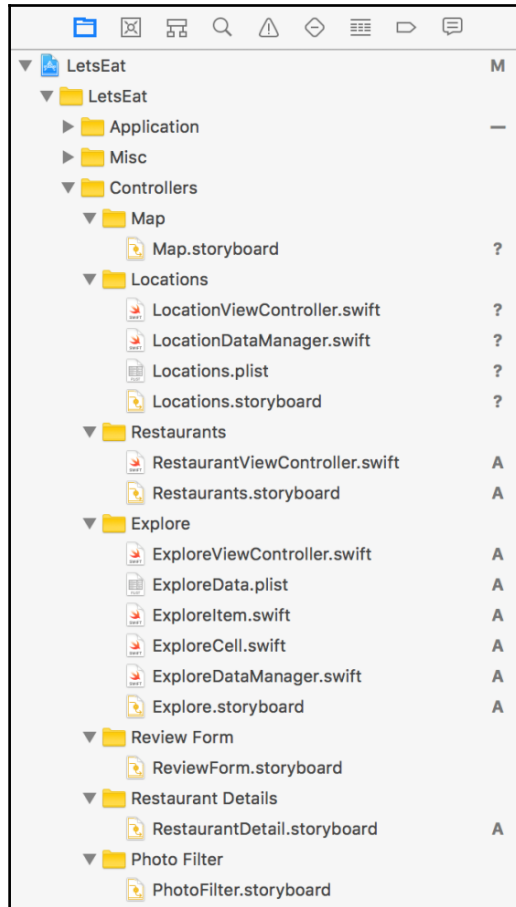 LetsEat M
LetsEat
Application —
Misc
Controllers
Map
Map.storyboard ?
Locations
LocationViewController.swift ?
LocationDataManager.swift ?
Locations.plist ?
Locations.storyboard ?
Restaurants
RestaurantViewController.swift A
Restaurants.storyboard A
Explore
ExploreViewController.swift A
ExploreData.plist A
ExploreItem.swift A
ExploreCell.swift A
ExploreDataManager.swift A
Explore.storyboard A
Review Form
ReviewForm.storyboard
Restaurant Details
RestaurantDetail.storyboard A
Photo Filter
PhotoFilter.storyboard